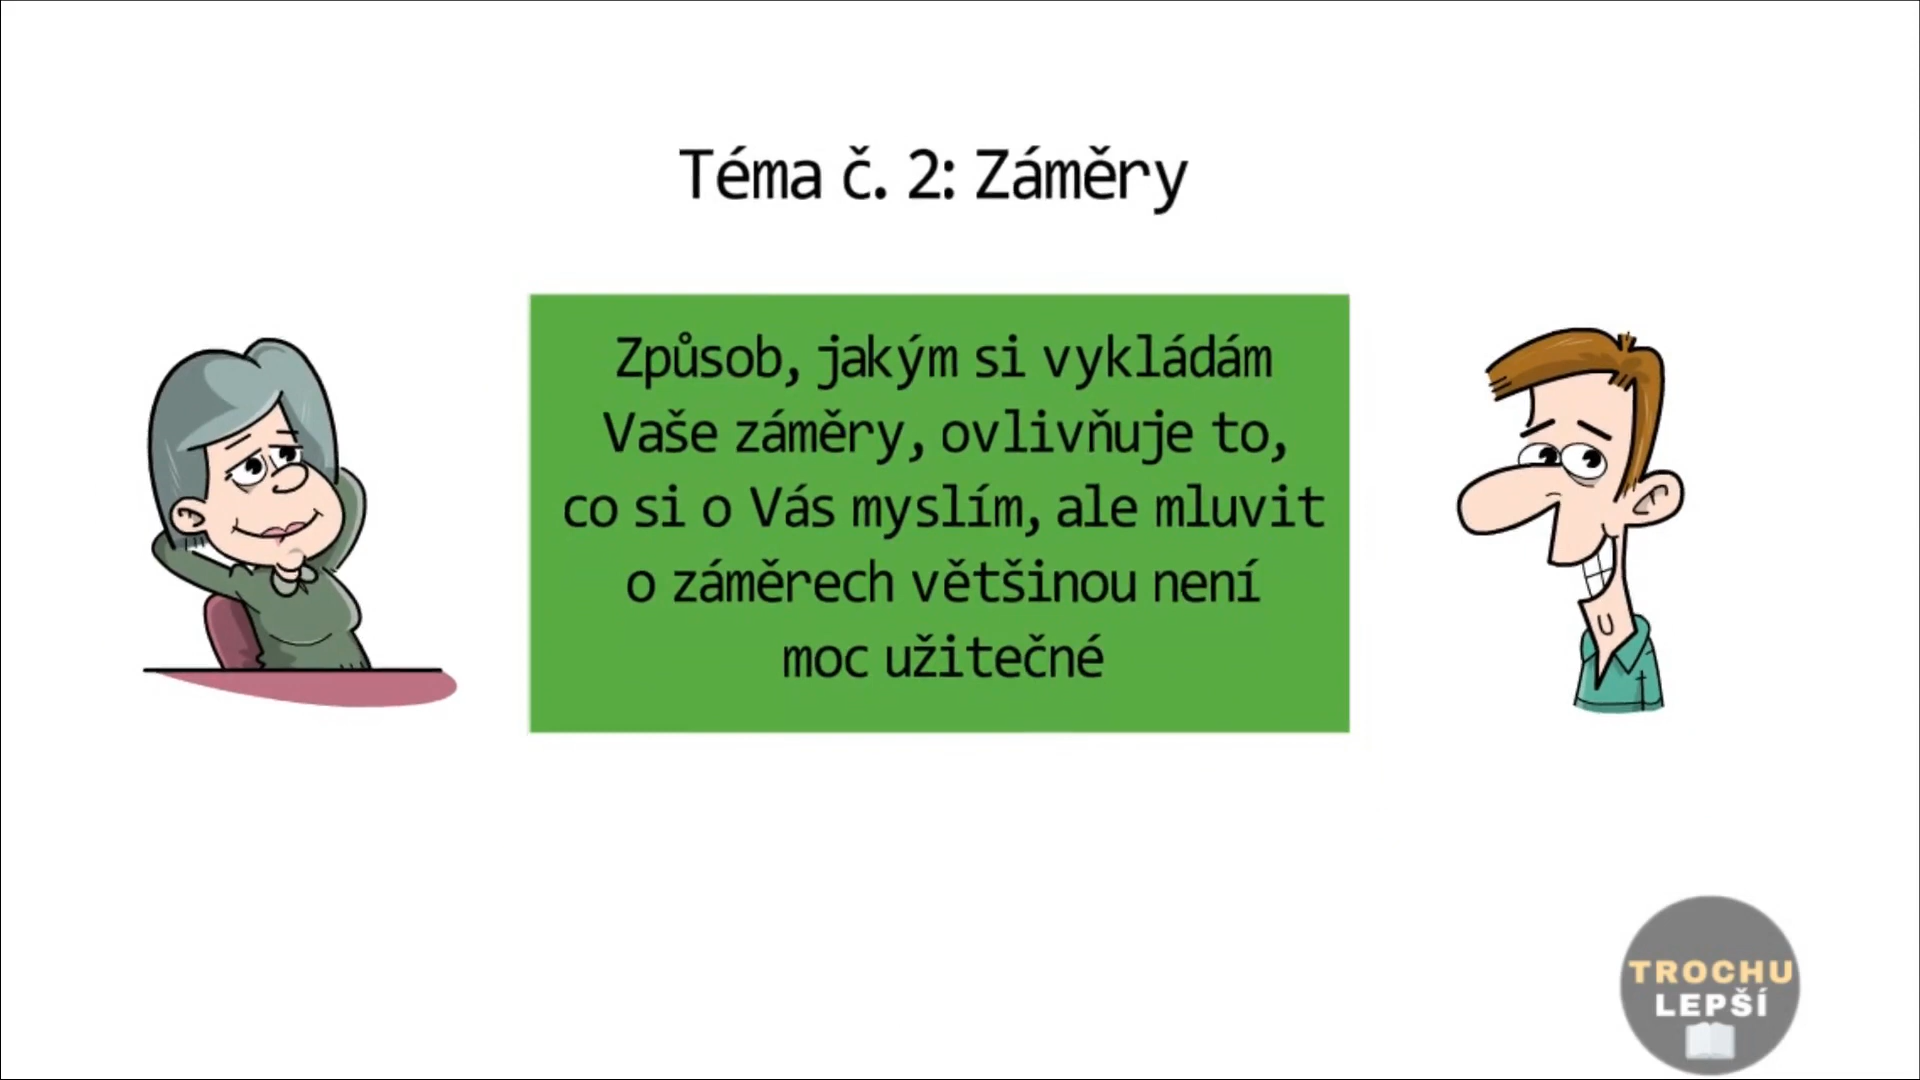 Téma č. 2: Záměry
Způsob, jakým si vykládám
Vaše záměry, ovlivňuje to,
co si o Vás myslím, ale mluvit
o záměrech většinou není
moc užitečné
TROCHU
LEPŠÍ